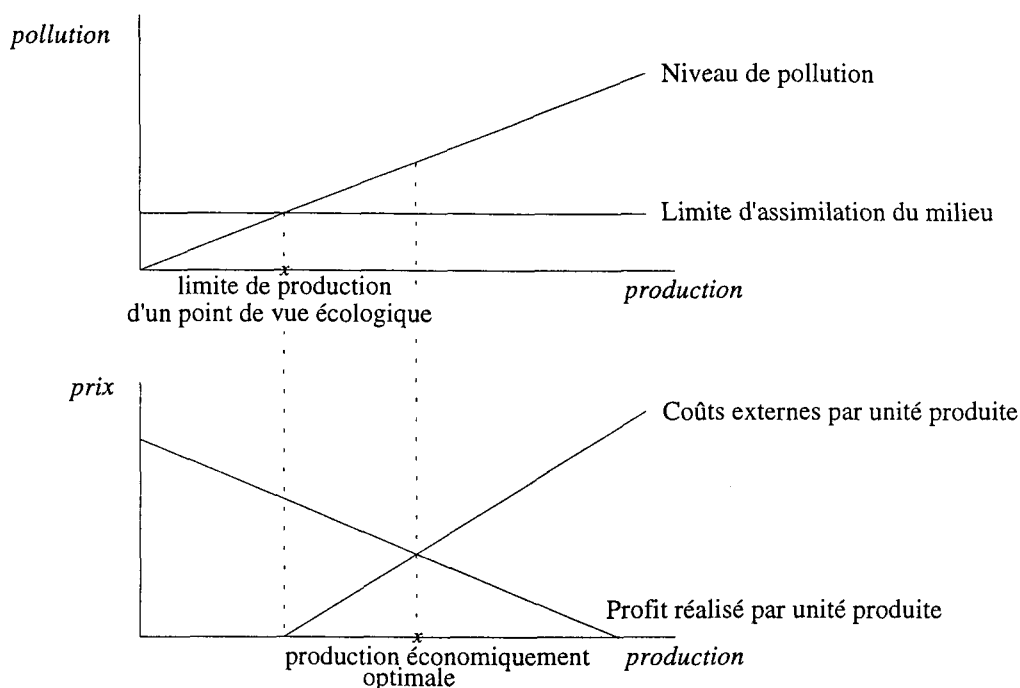 pollution
Niveau de pollution
Limite d'assimilation du milieu
x
limite de production
d'un point de vue écologique
production
prix
Coûts externes par unité produite
Profit réalisé par unité produite
x
production économiquement
optimale
production